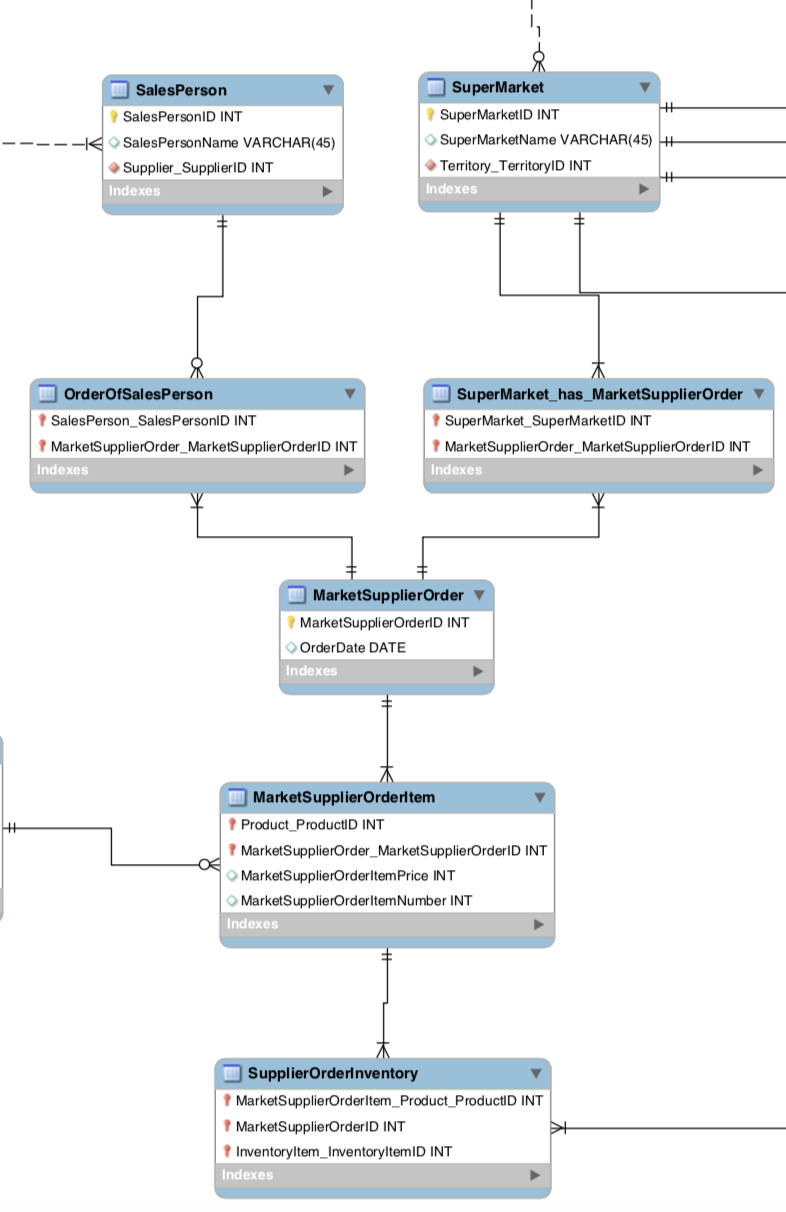 SalesPerson
SalesPersonID INT
SalesPersonName VARCHAR(45)
Supplier_SupplierID INT
Indexes
SuperMarket
SuperMarketID INT
SuperMarketName VARCHAR(45)
Territory_TerritoryID INT
Indexes
OrderOfSalesPerson
SalesPerson_SalesPersonID INT
MarketSupplierOrder_MarketSupplierOrderID INT
Indexes
SuperMarket_has_MarketSupplierOrder
SuperMarket_SuperMarketID INT
MarketSupplierOrder_MarketSupplierOrderID INT
Indexes
MarketSupplierOrder
MarketSupplierOrderID INT
OrderDate DATE
Indexes
MarketSupplierOrderItem
Product_ProductID INT
MarketSupplierOrder_MarketSupplierOrderID INT
MarketSupplierOrderItemPrice INT
MarketSupplierOrderItemNumber INT
Indexes
SupplierOrderInventory
MarketSupplierOrderItem_Product_ProductID INT
MarketSupplierOrderID INT
InventoryItem_InventoryItemID INT
Indexes